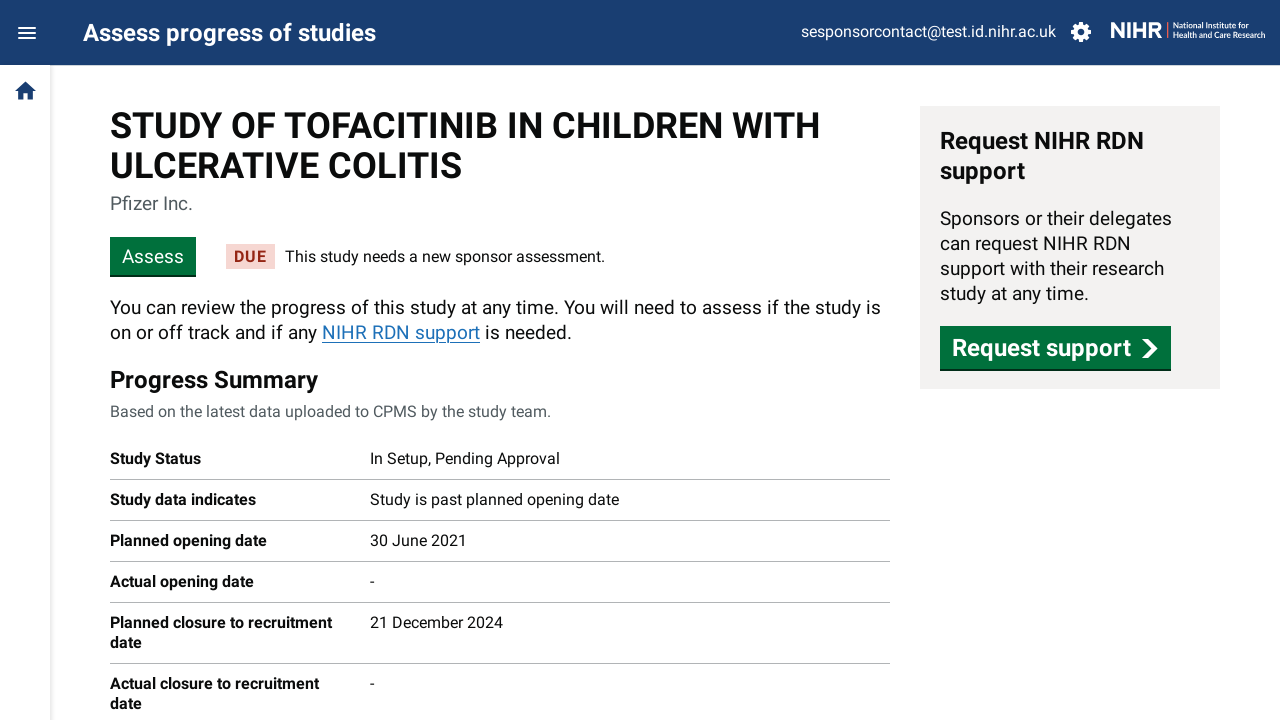 Assess progress of studies
sesponsorcontact@test.id.nihr.ac.uk
NIHR | National Institute for
Health and Care Research
STUDY OF TOFACITINIB IN CHILDREN WITH
ULCERATIVE COLITIS
Pfizer Inc.
Assess
DUE This study needs a new sponsor assessment.
You can review the progress of this study at any time. You will need to assess if the study is
on or off track and if any NIHR RDN support is needed.
Progress Summary
Based on the latest data uploaded to CPMS by the study team.
Study Status In Setup, Pending Approval
Study data indicates Study is past planned opening date
Planned opening date 30 June 2021
Actual opening date -
Planned closure to recruitment 21 December 2024
date
Actual closure to recruitment -
date
Request NIHR RDN
support
Sponsors or their delegates
can request NIHR RDN
support with their research
study at any time.
Request support